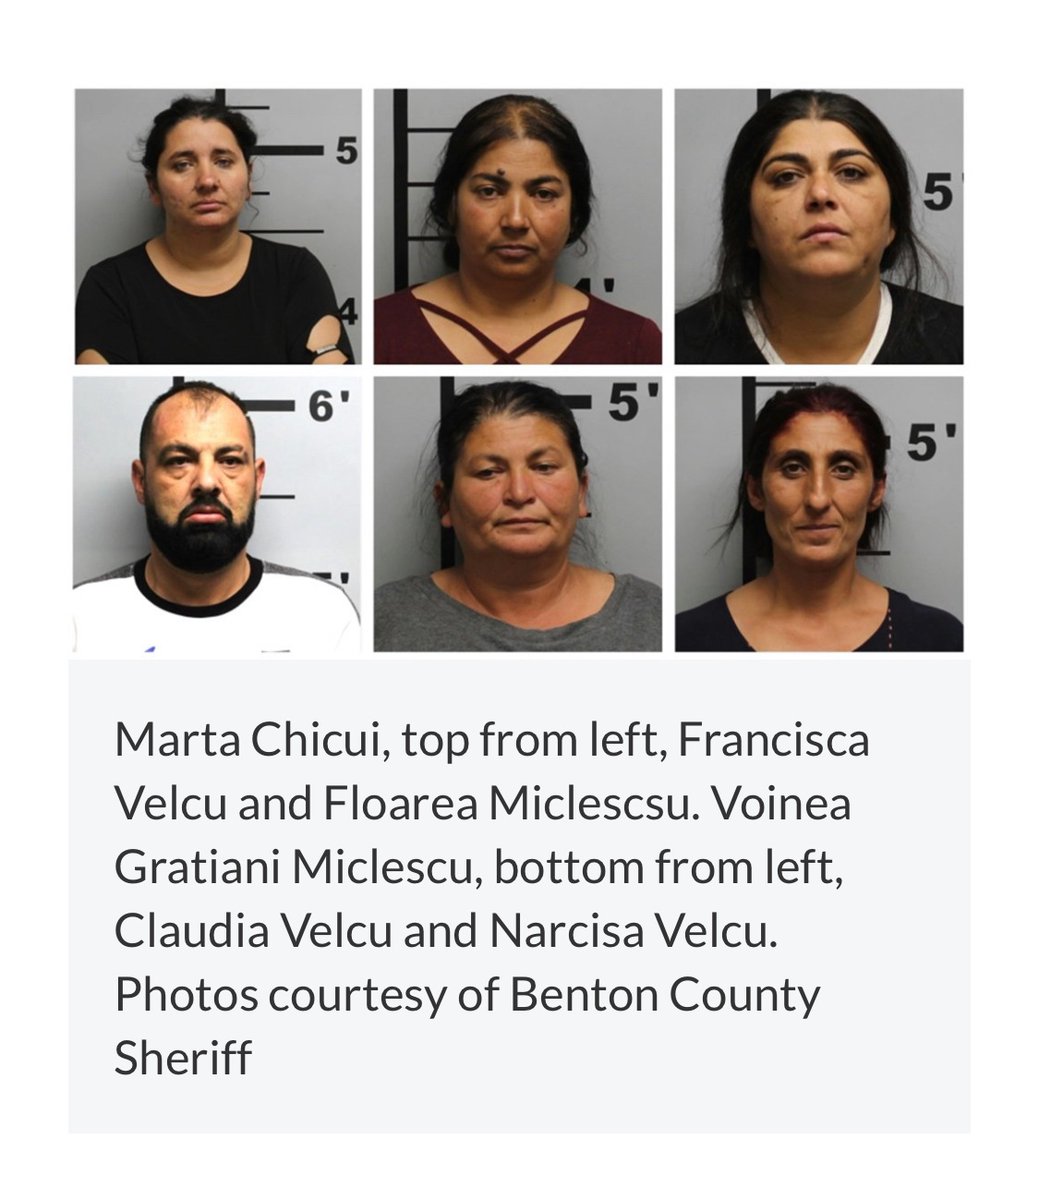 5
4
4'
5'
6'
5'
5'
Marta Chicui, top from left, Francisca
Velcu and Floarea Miclescsu. Voinea
Gratiani Miclescu, bottom from left,
Claudia Velcu and Narcisa Velcu.
Photos courtesy of Benton County
Sheriff